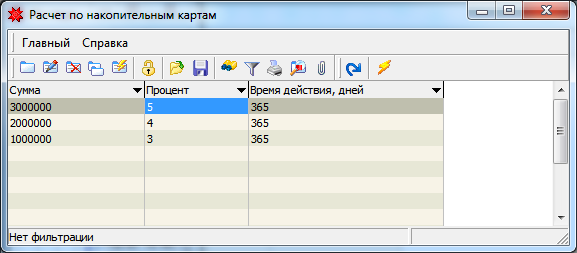 Расчет по накопительным картам
Главный Справка
Сумма Процент Время действия, дней
3000000 5 365
2000000 4 365
1000000 3 365
Нет фильтрации